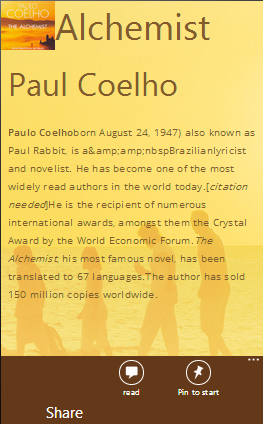 PAULO
COELHO
THE ALCHEMIST
Alchemist
Paul Coelho
Paulo Coelhoborn August 24, 1947) also known as
Paul Rabbit, is a&amp;amp;nbspBrazilianlyricist
and novelist. He has become one of the most
widely read authors in the world today.[citation
needed]He is the recipient of numerous
international awards, amongst them the Crystal
Award by the World Economic Forum.The
Alchemist, his most famous novel, has been
translated to 67 languages.The author has sold
150 million copies worldwide.
read
Pin to start
Share